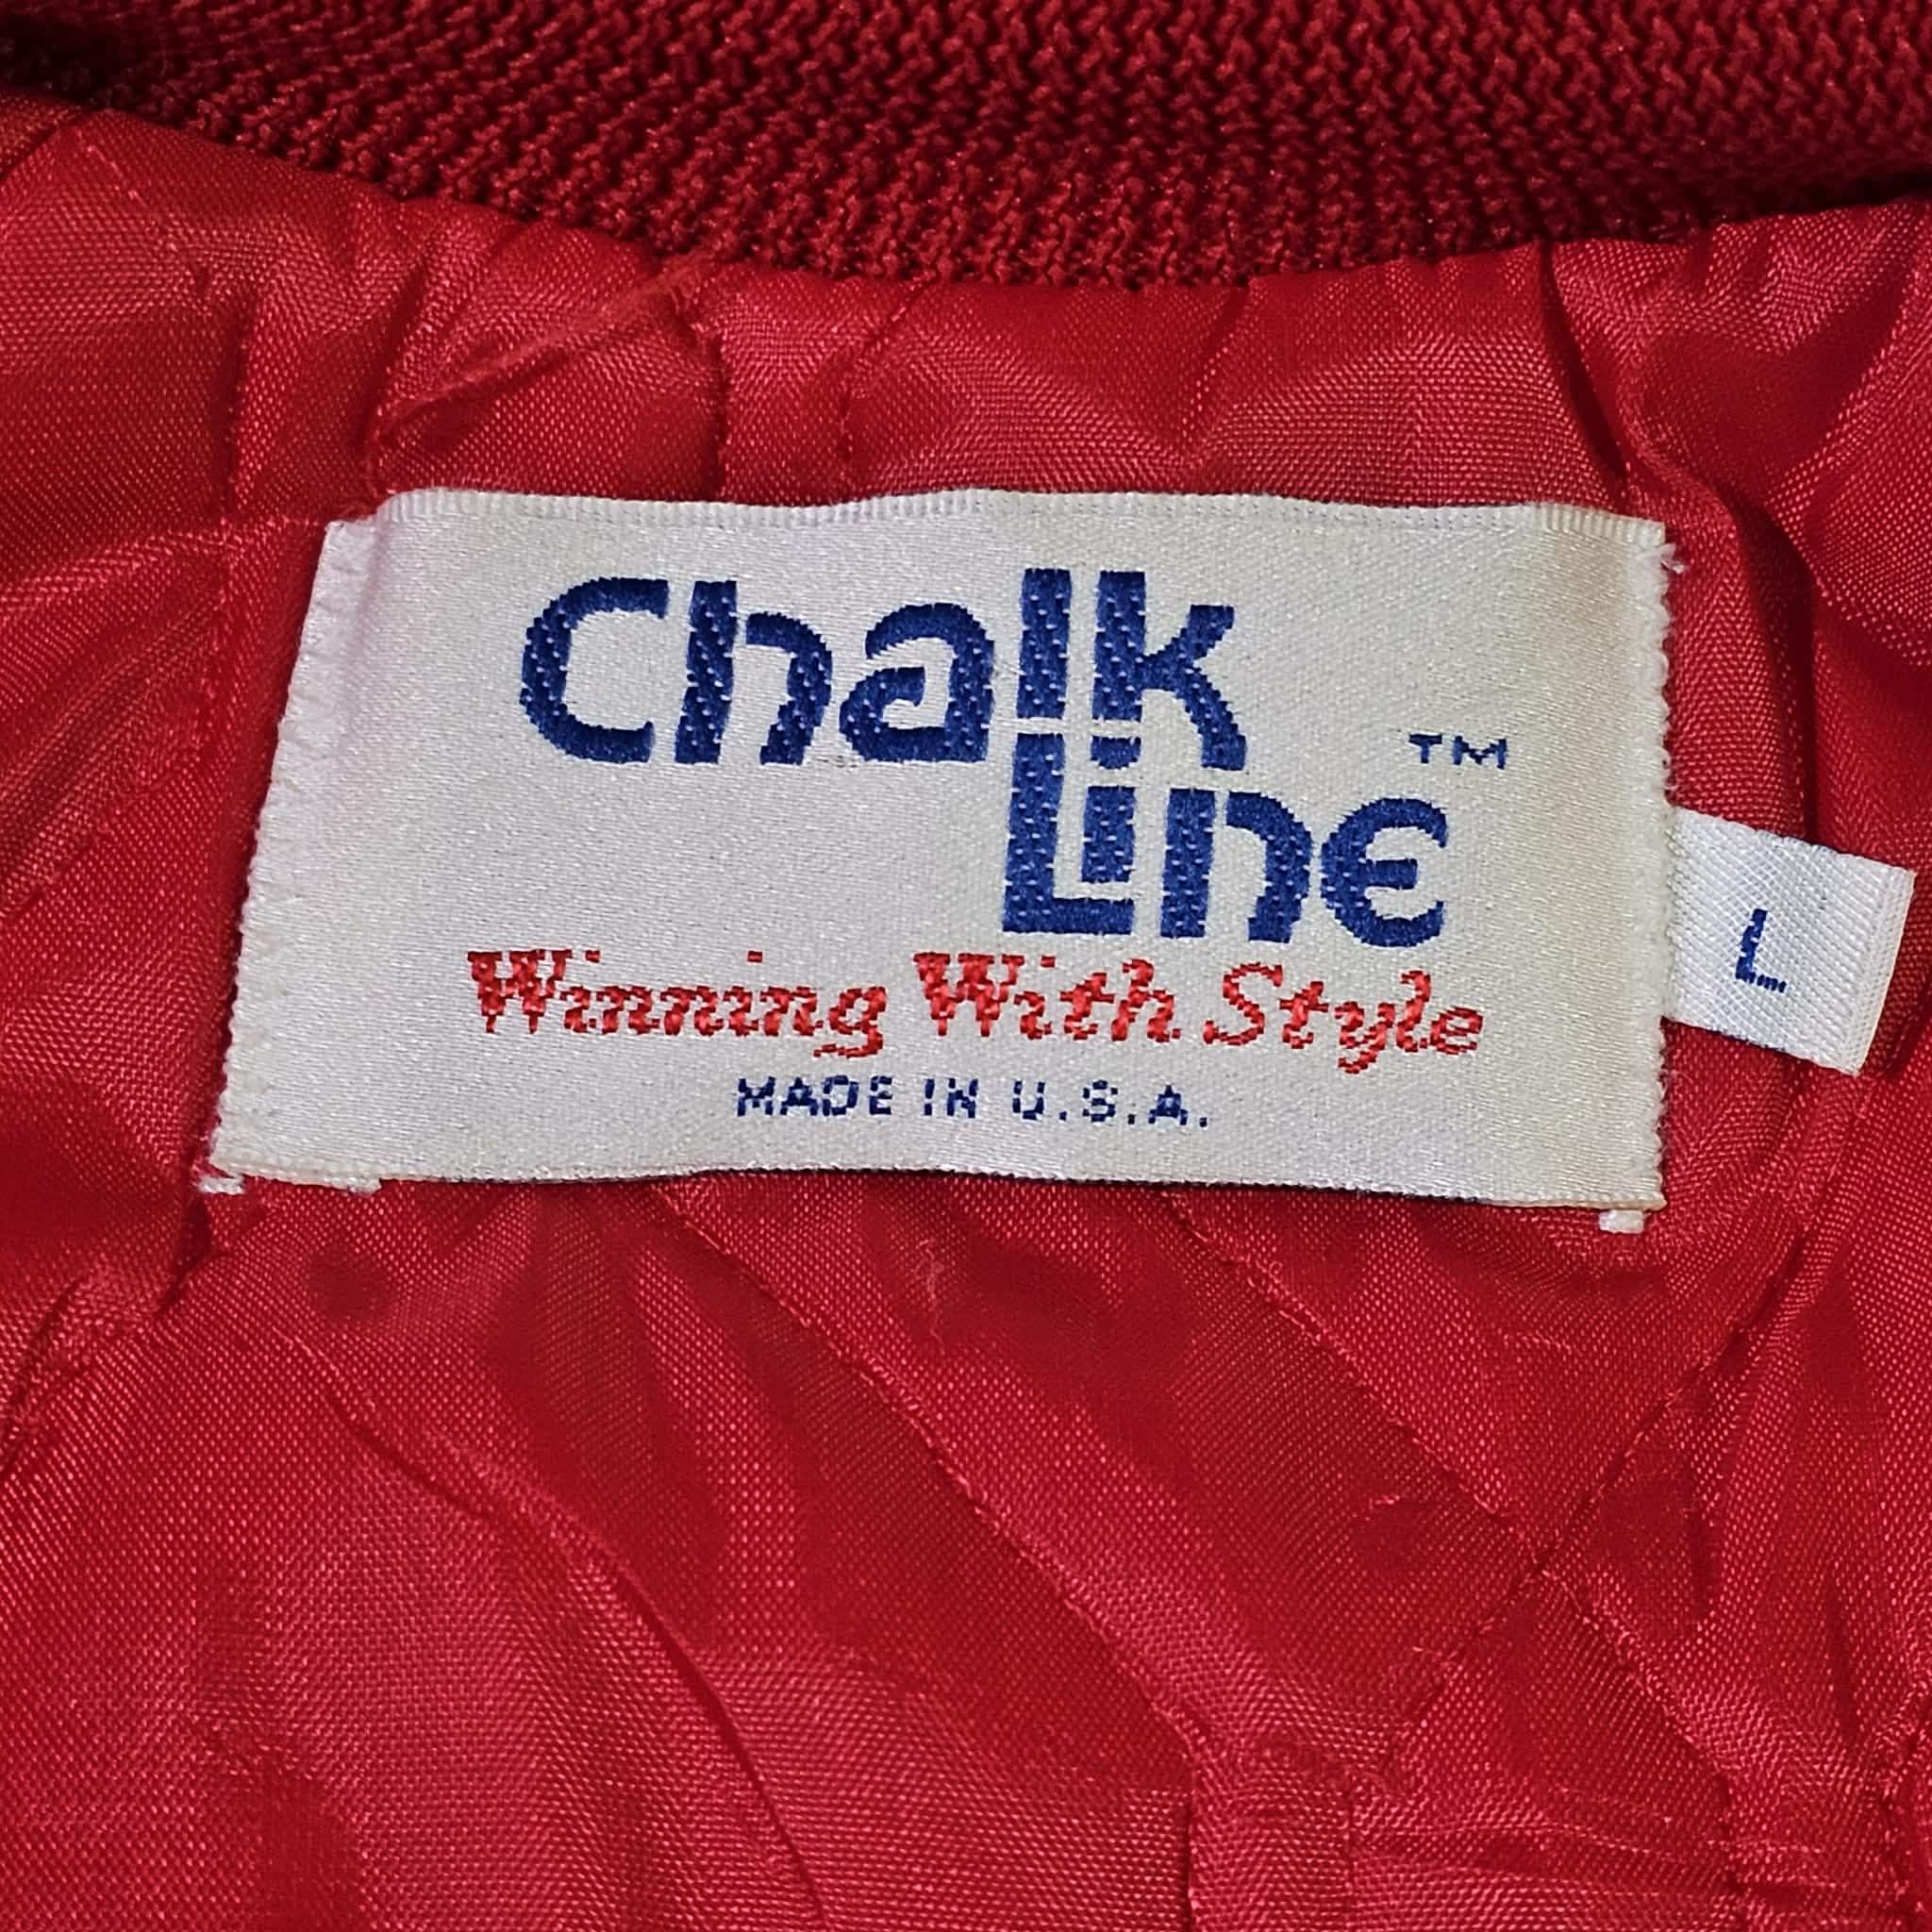 Chalk
Line ™
Winning With Style
MADE IN U.S.A.
L